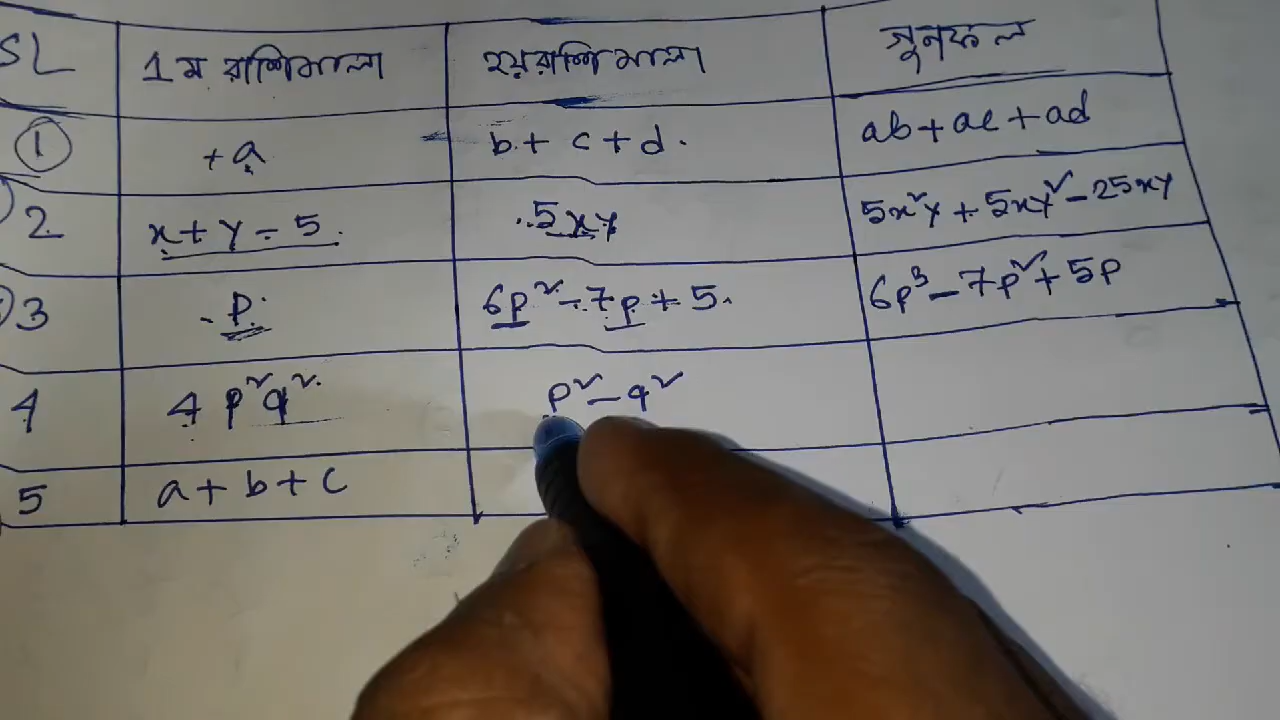 SL 1ম রাশিমালা ২য় রাশিমালা গুনফল
1 +a b + c + d. ab + ac + ad
2 x + y - 5 5xy 5x²y + 5xy² - 25xy
3 p 6p² - 7p + 5 6p³ - 7p² + 5p
4 4p²q² p² - q²
5 a + b + c